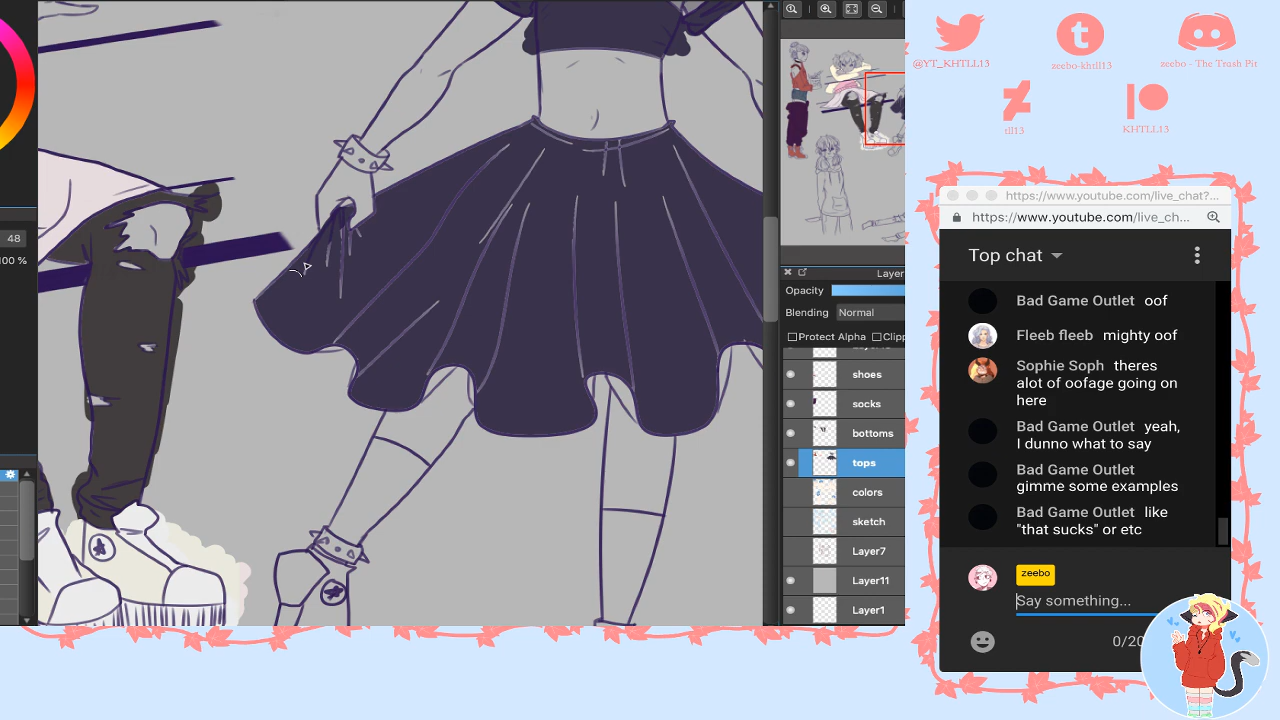 @YT_KHTLL13
zeebo-khtll13
zeebo - The Trash Pit
tll13
KHTLL13
48
00 %
Layer
Opacity
Blending Normal
Protect Alpha Clipp
shoes
socks
bottoms
tops
colors
sketch
Layer7
Layer11
Layer1
https://www.youtube.com/live_chat?...
https://www.youtube.com/live_ch...
Top chat
Bad Game Outlet oof
Fleeb fleeb mighty oof
Sophie Soph theres
alot of oofage going on
here
Bad Game Outlet yeah,
I dunno what to say
Bad Game Outlet
gimme some examples
Bad Game Outlet like
"that sucks" or etc
zeebo
Say something...
0/20